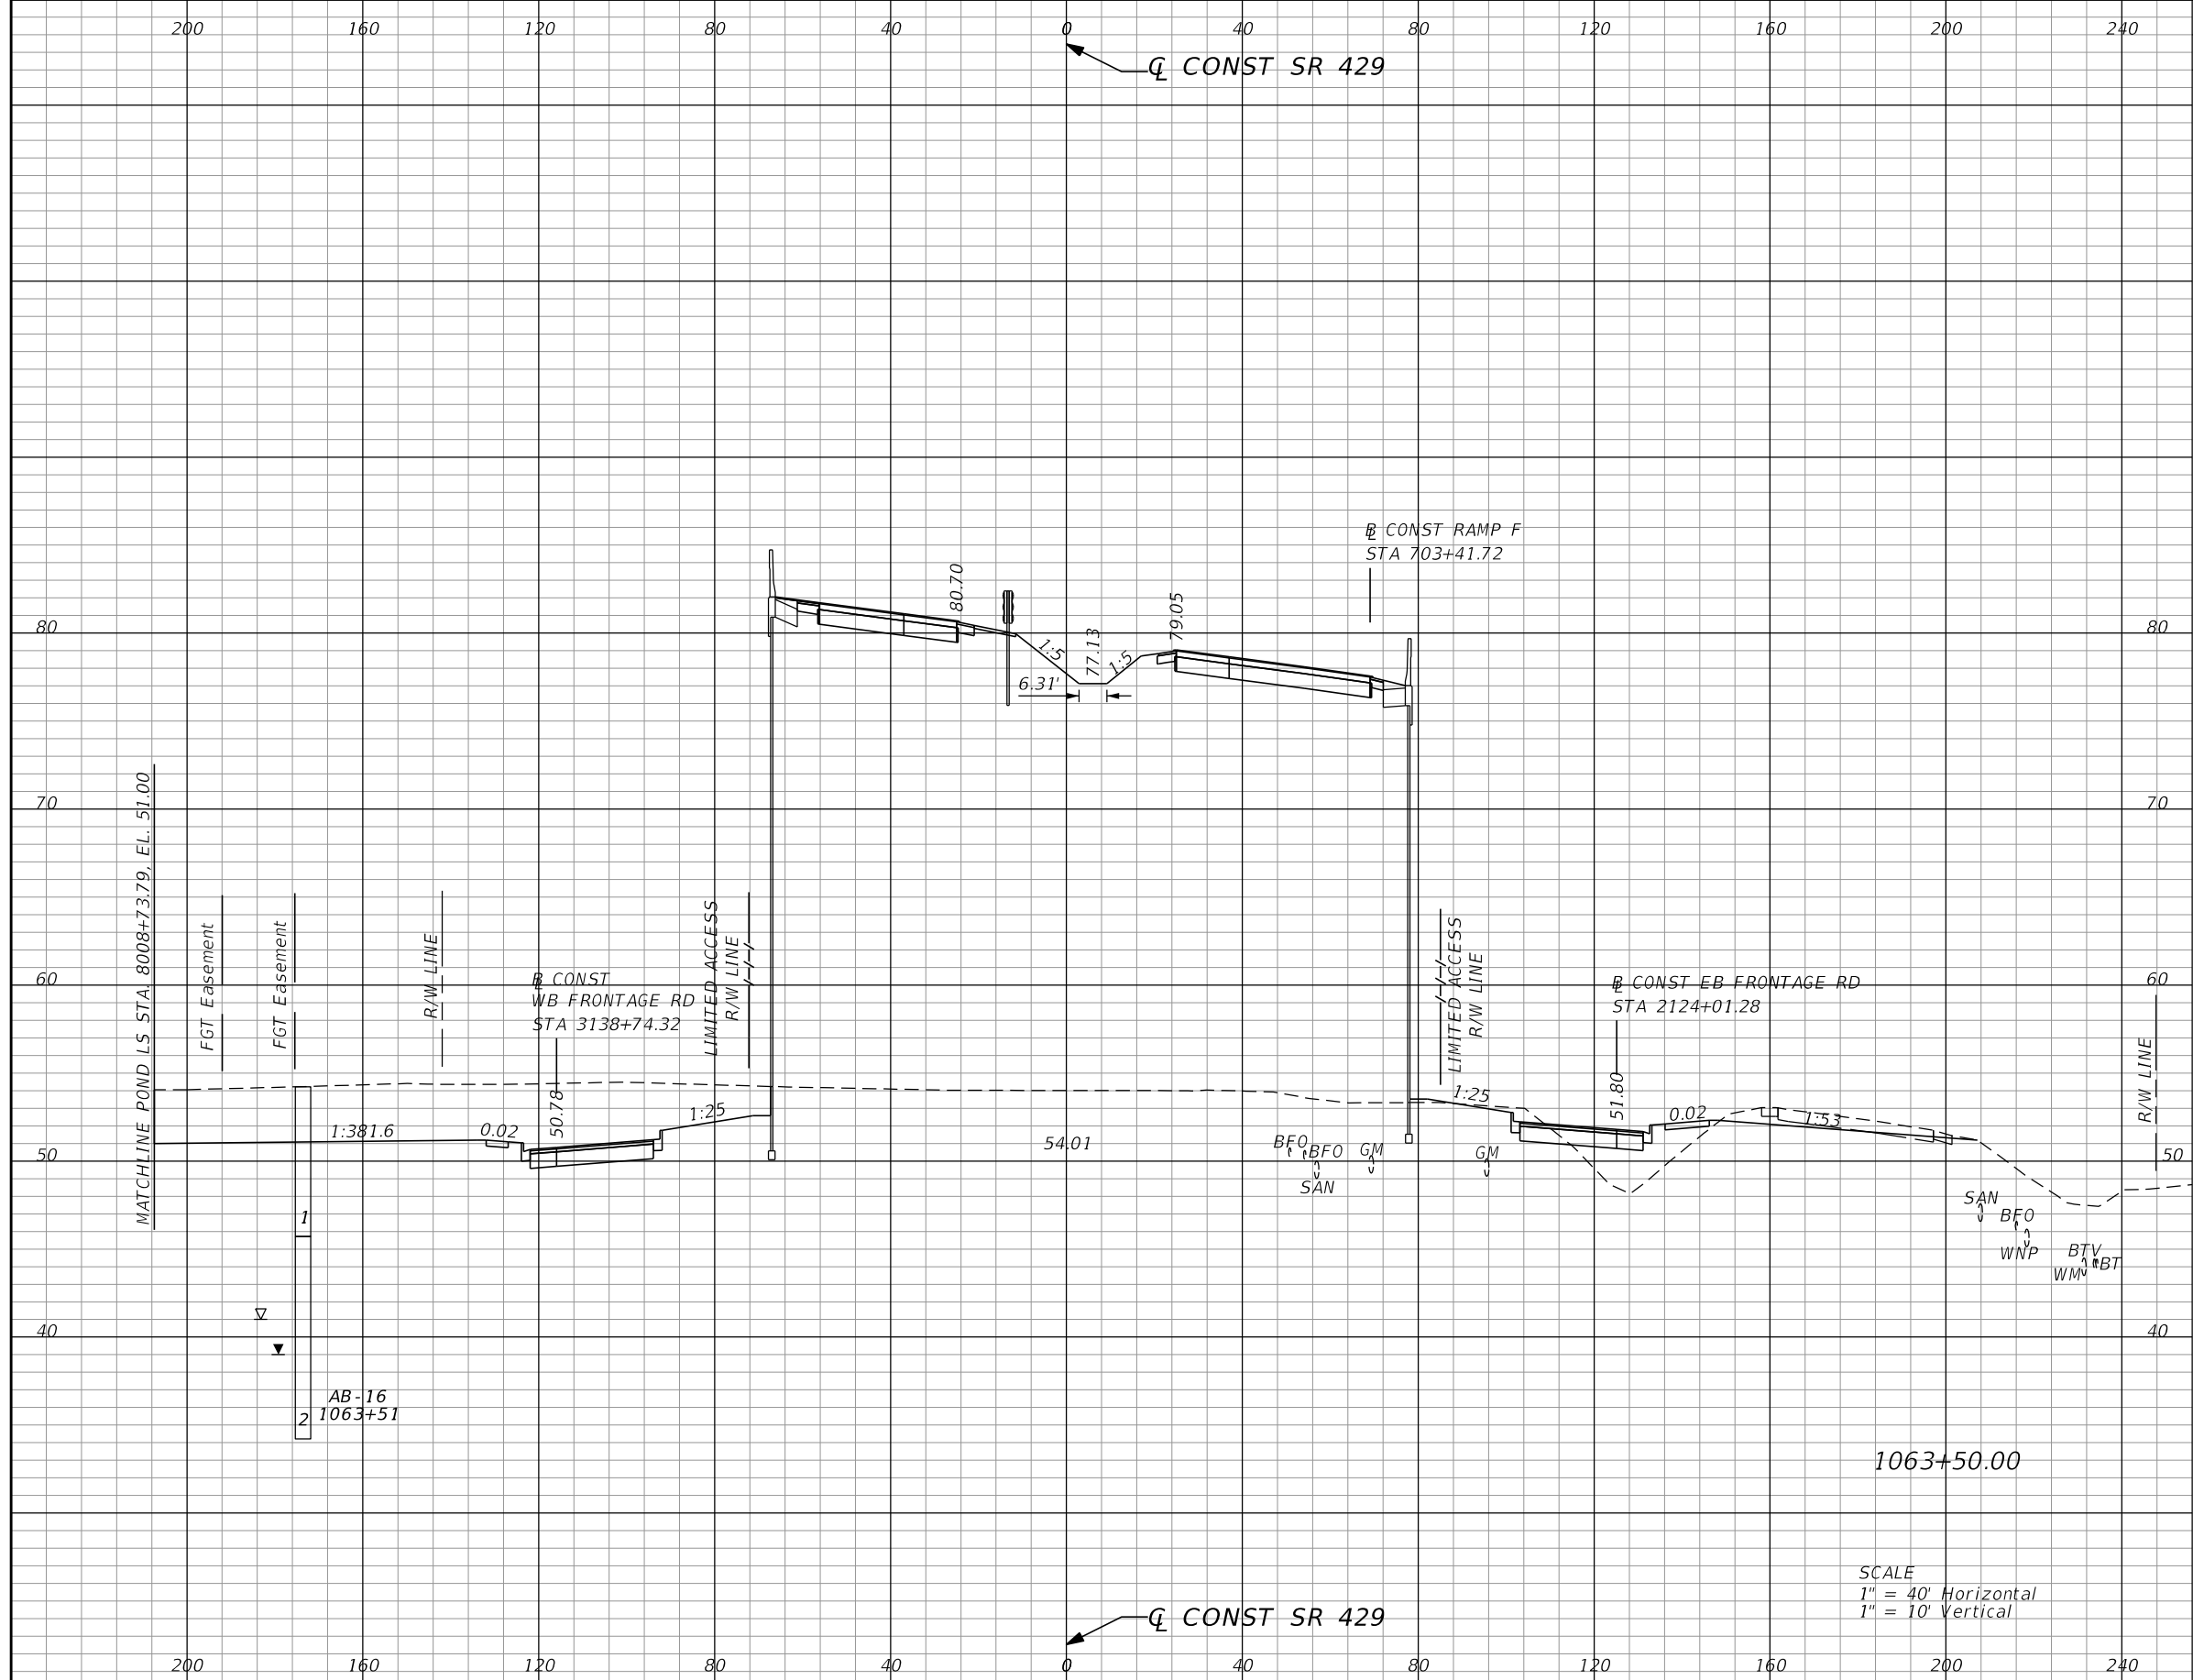 200 160 120 80 40 0 40 80 120 160 200 240
℄ CONST SR 429
℄ CONST RAMP F
STA 703+41.72
80.70
79.05
77.13
1:5
1:5
6.31'
80 80
70 70
MATCHLINE POND LS STA. 8008+73.79, EL. 51.00
FGT Easement
FGT Easement
R/W LINE
LIMITED ACCESS
R/W LINE
LIMITED ACCESS
R/W LINE
60 60
BL CONST
WB FRONTAGE RD
STA 3138+74.32
BL CONST EB FRONTAGE RD
STA 2124+01.28
R/W LINE
50.78
51.80
1:381.6
0.02
1:25
1:25
0.02
1:53
54.01
BFO
BFO
SAN
GM
GM
50 50
SAN
BFO
WNP
BTV
WM
BT
1
2
AB-16
1063+51
40 40
1063+50.00
SCALE
1" = 40' Horizontal
1" = 10' Vertical
℄ CONST SR 429
200 160 120 80 40 0 40 80 120 160 200 240